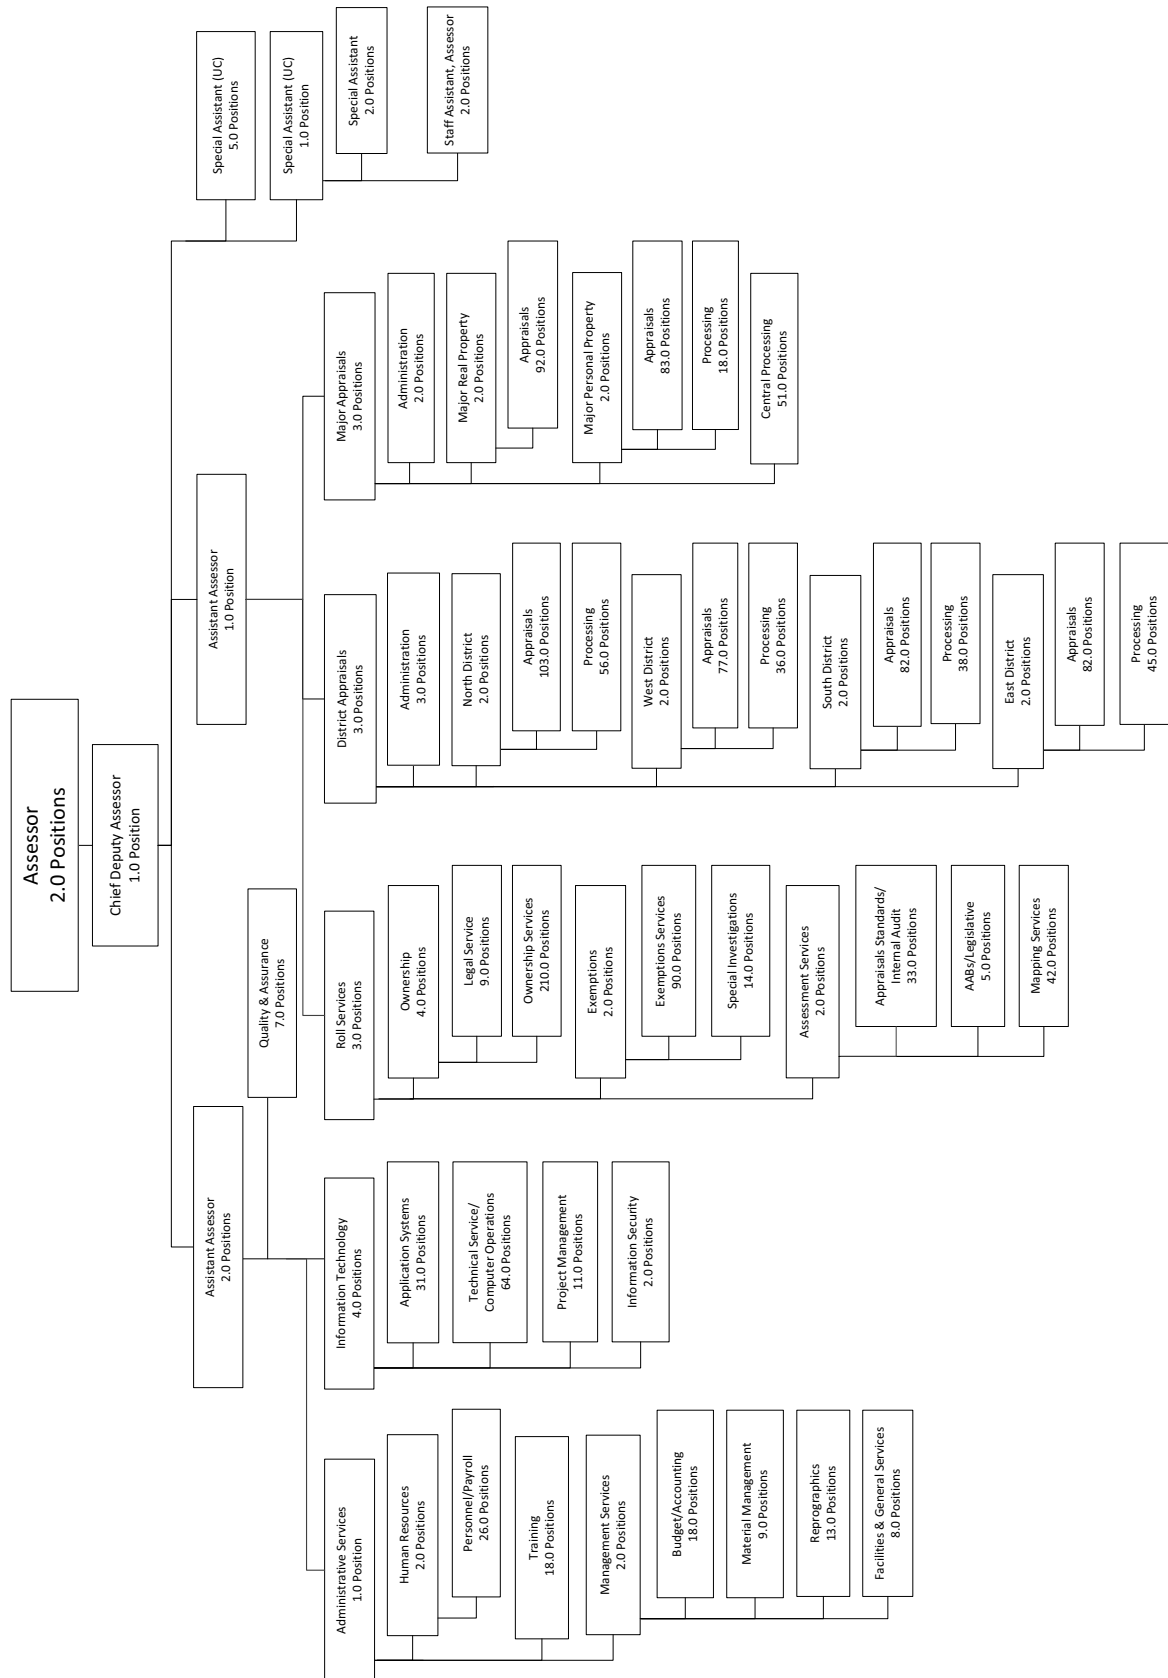 Assessor
2.0 Positions
Chief Deputy Assessor
1.0 Position
Assistant Assessor
2.0 Positions
Quality & Assurance
7.0 Positions
Administrative Services
1.0 Position
Human Resources
2.0 Positions
Personnel/Payroll
26.0 Positions
Training
18.0 Positions
Management Services
2.0 Positions
Budget/Accounting
18.0 Positions
Material Management
9.0 Positions
Reprographics
13.0 Positions
Facilities & General Services
8.0 Positions
Information Technology
4.0 Positions
Application Systems
31.0 Positions
Technical Service/
Computer Operations
64.0 Positions
Project Management
11.0 Positions
Information Security
2.0 Positions
Assistant Assessor
1.0 Position
Roll Services
3.0 Positions
Ownership
4.0 Positions
Legal Service
9.0 Positions
Ownership Services
210.0 Positions
Exemptions
2.0 Positions
Exemptions Services
90.0 Positions
Special Investigations
14.0 Positions
Assessment Services
2.0 Positions
Appraisals Standards/
Internal Audit
33.0 Positions
AABs/Legislative
5.0 Positions
Mapping Services
42.0 Positions
District Appraisals
3.0 Positions
Administration
3.0 Positions
North District
2.0 Positions
Appraisals
103.0 Positions
Processing
56.0 Positions
West District
2.0 Positions
Appraisals
77.0 Positions
Processing
36.0 Positions
South District
2.0 Positions
Appraisals
82.0 Positions
Processing
38.0 Positions
East District
2.0 Positions
Appraisals
82.0 Positions
Processing
45.0 Positions
Major Appraisals
3.0 Positions
Administration
2.0 Positions
Major Real Property
2.0 Positions
Appraisals
92.0 Positions
Major Personal Property
2.0 Positions
Appraisals
83.0 Positions
Processing
18.0 Positions
Central Processing
51.0 Positions
Special Assistant (UC)
5.0 Positions
Special Assistant (UC)
1.0 Position
Special Assistant
2.0 Positions
Staff Assistant, Assessor
2.0 Positions